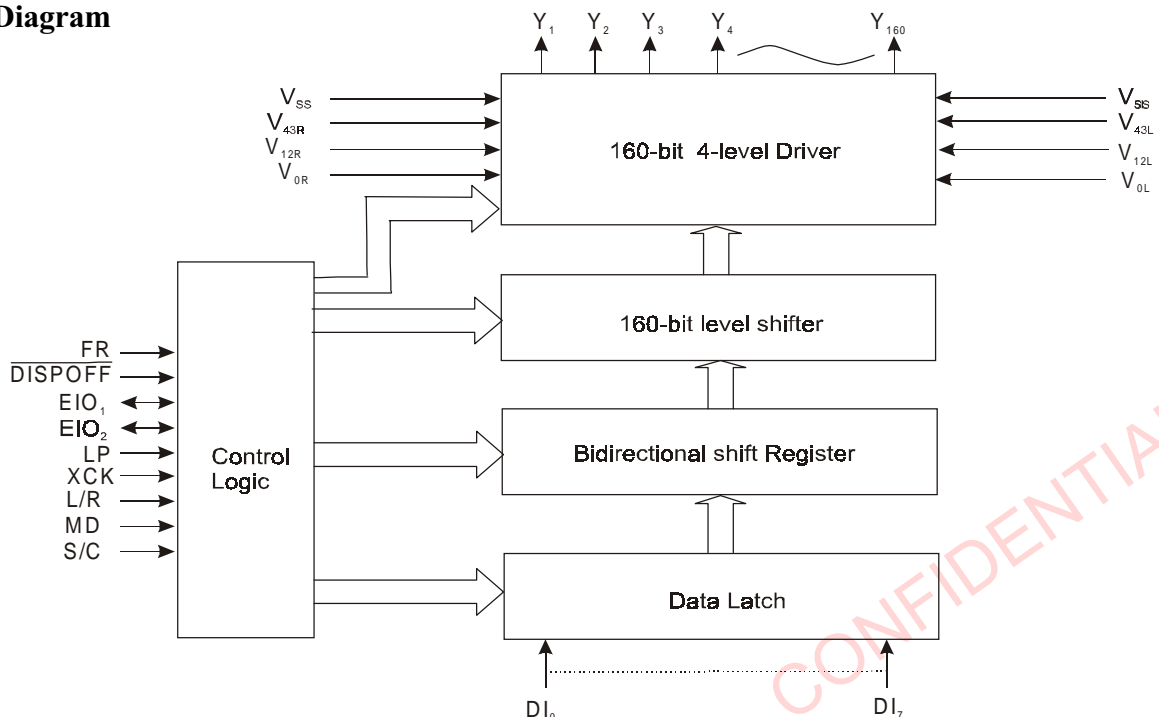 Diagram
Y1 Y2 Y3 Y4 Y160
VSS
V43R
V12R
V0R
160-bit 4-level Driver
V43L
V12L
V0L
160-bit level shifter
FR
DISPOFF
EIO1
EIO2
LP
XCK
L/R
MD
S/C
Control
Logic
Bidirectional shift Register
Data Latch
DI0
DI7
CONFIDENTIAL